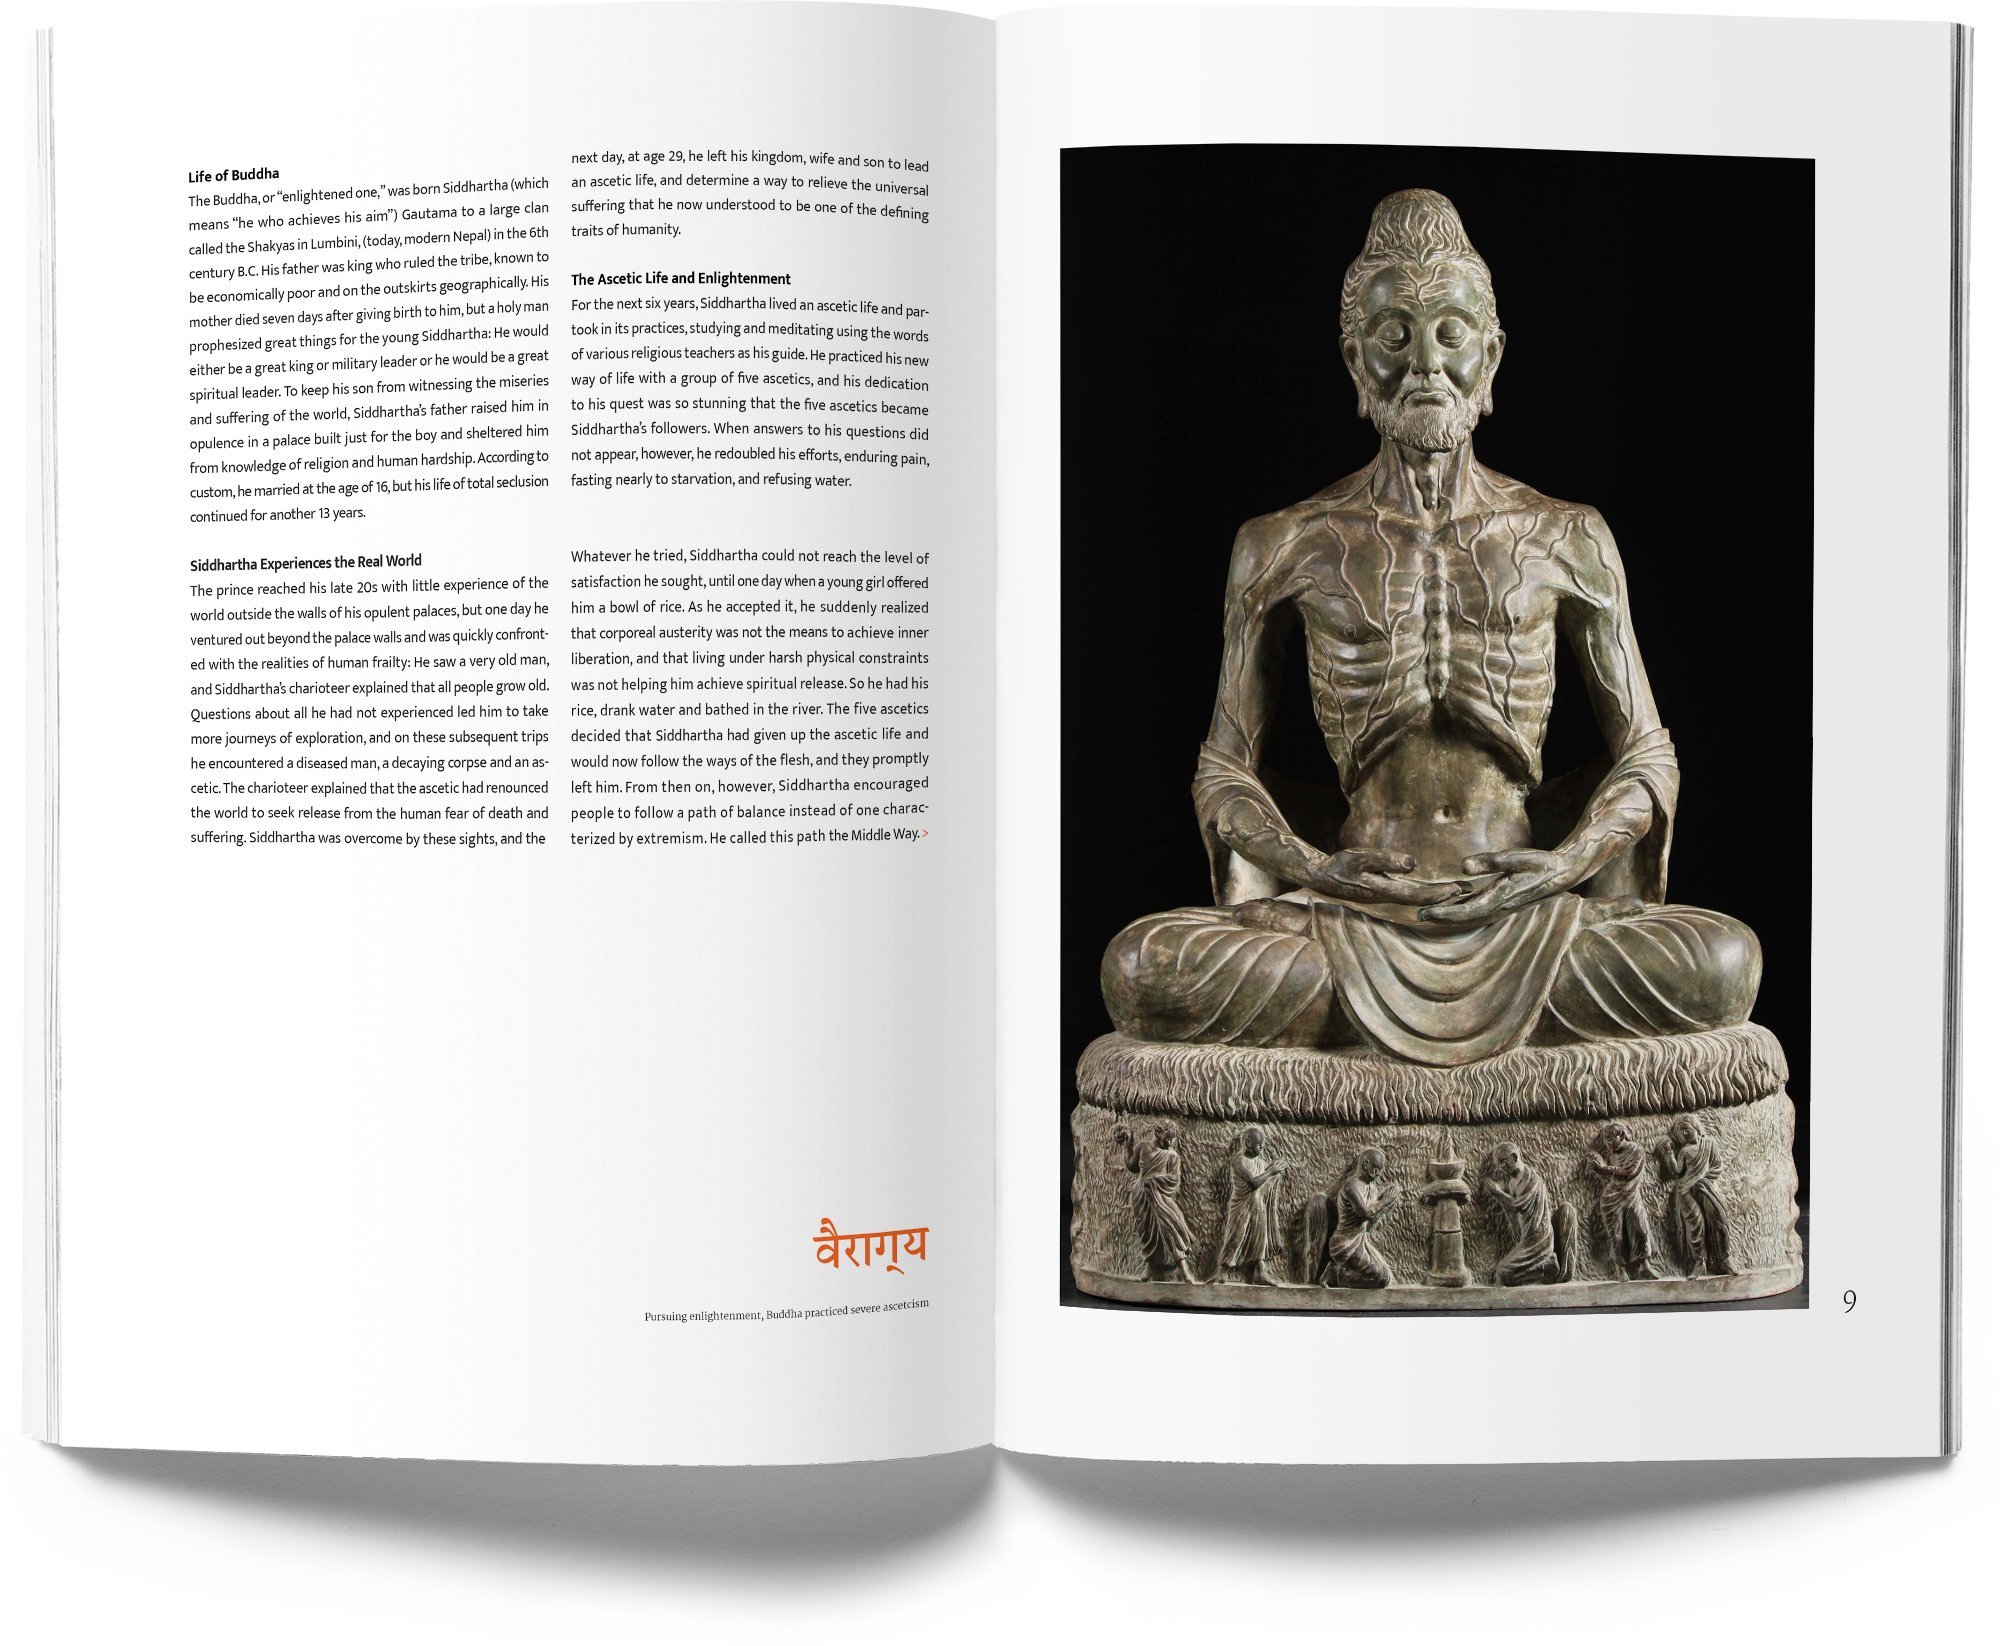 Life of Buddha
The Buddha, or “enlightened one,” was born Siddhartha (which
means “he who achieves his aim”) Gautama to a large clan
called the Shakyas in Lumbini, (today, modern Nepal) in the 6th
century B.C. His father was king who ruled the tribe, known to
be economically poor and on the outskirts geographically. His
mother died seven days after giving birth to him, but a holy man
prophesized great things for the young Siddhartha: He would
either be a great king or military leader or he would be a great
spiritual leader. To keep his son from witnessing the miseries
and suffering of the world, Siddhartha’s father raised him in
opulence in a palace built just for the boy and sheltered him
from knowledge of religion and human hardship. According to
custom, he married at the age of 16, but his life of total seclusion
continued for another 13 years.
Siddhartha Experiences the Real World
The prince reached his late 20s with little experience of the
world outside the walls of his opulent palaces, but one day he
ventured out beyond the palace walls and was quickly confront-
ed with the realities of human frailty: He saw a very old man,
and Siddhartha’s charioteer explained that all people grow old.
Questions about all he had not experienced led him to take
more journeys of exploration, and on these subsequent trips
he encountered a diseased man, a decaying corpse and an as-
cetic. The charioteer explained that the ascetic had renounced
the world to seek release from the human fear of death and
suffering. Siddhartha was overcome by these sights, and the
next day, at age 29, he left his kingdom, wife and son to lead
an ascetic life, and determine a way to relieve the universal
suffering that he now understood to be one of the defining
traits of humanity.
The Ascetic Life and Enlightenment
For the next six years, Siddhartha lived an ascetic life and par-
took in its practices, studying and meditating using the words
of various religious teachers as his guide. He practiced his new
way of life with a group of five ascetics, and his dedication
to his quest was so stunning that the five ascetics became
Siddhartha’s followers. When answers to his questions did
not appear, however, he redoubled his efforts, enduring pain,
fasting nearly to starvation, and refusing water.
Whatever he tried, Siddhartha could not reach the level of
satisfaction he sought, until one day when a young girl offered
him a bowl of rice. As he accepted it, he suddenly realized
that corporeal austerity was not the means to achieve inner
liberation, and that living under harsh physical constraints
was not helping him achieve spiritual release. So he had his
rice, drank water and bathed in the river. The five ascetics
decided that Siddhartha had given up the ascetic life and
would now follow the ways of the flesh, and they promptly
left him. From then on, however, Siddhartha encouraged
people to follow a path of balance instead of one charac-
terized by extremism. He called this path the Middle Way. >
वैराग्‌य
Pursuing enlightenment, Buddha practiced severe ascetcism
9